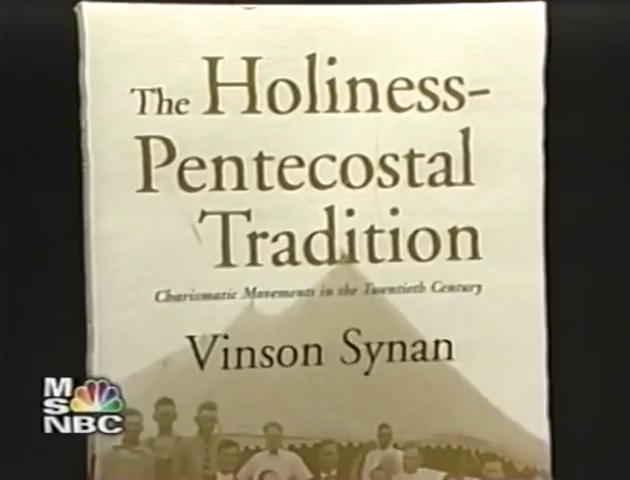 The Holiness-
Pentecostal
Tradition
Charismatic Movements in the Twentieth Century
Vinson Synan
MSNBC